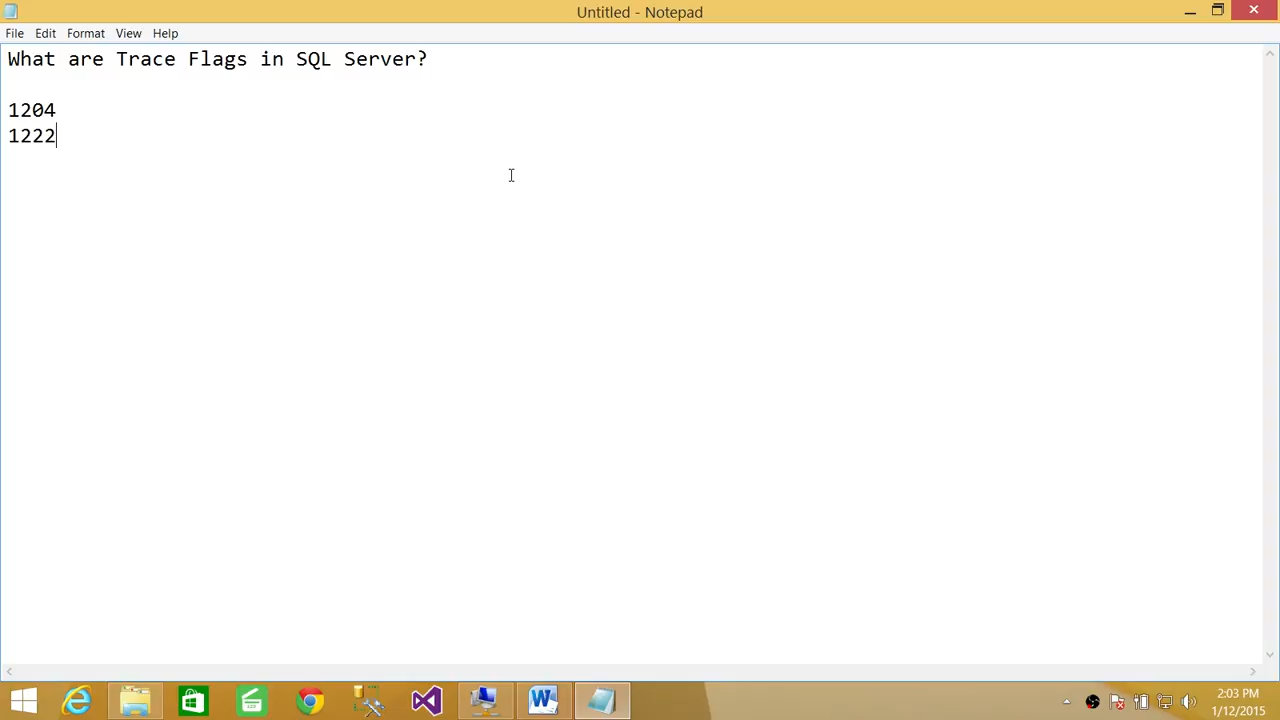 Untitled - Notepad
File Edit Format View Help
What are Trace Flags in SQL Server?
1204
1222
2:03 PM
1/12/2015